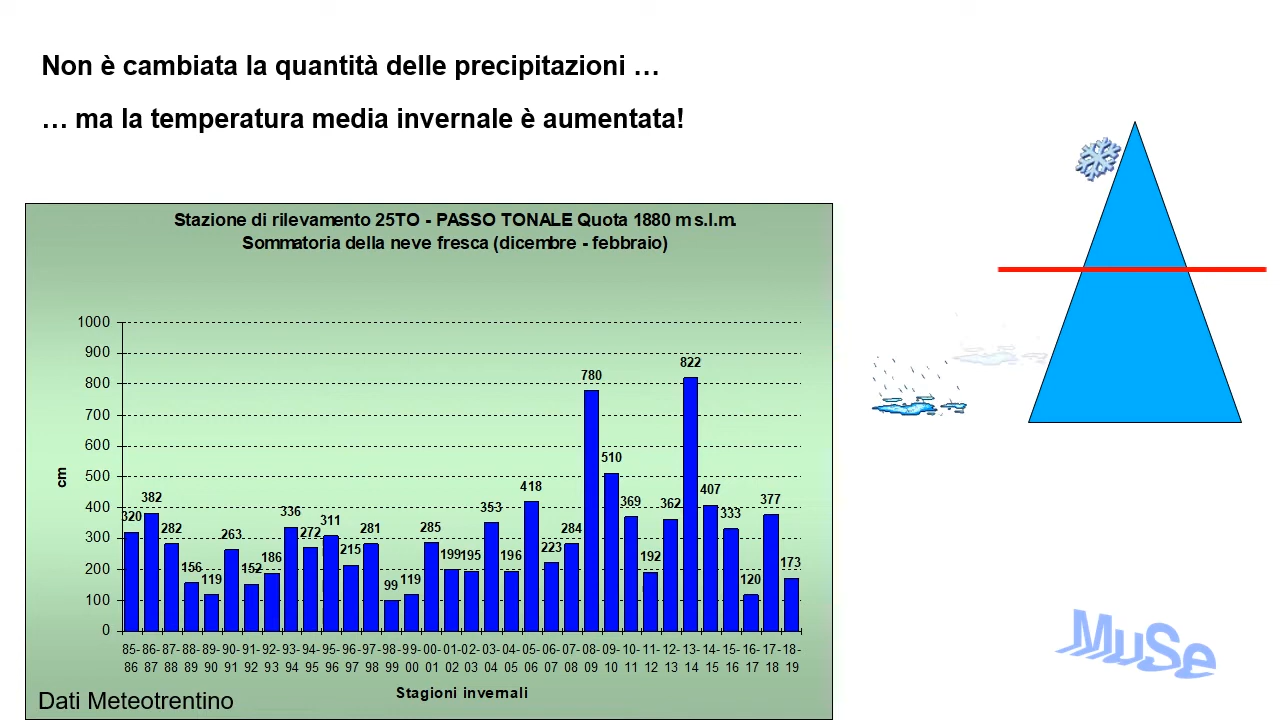 Non è cambiata la quantità delle precipitazioni …
… ma la temperatura media invernale è aumentata!
Stazione di rilevamento 25TO - PASSO TONALE Quota 1880 m s.l.m.
Sommatoria della neve fresca (dicembre - febbraio)
1000
900
800
700
600
500
400
300
200
100
0
cm
320 382 282 156 119 263 152 186 336 272 311 215 281 99 119 285 199 195 353 196 418 223 284 780 510 369 192 362 822 407 333 120 377 173
85- 86- 87- 88- 89- 90- 91- 92- 93- 94- 95- 96- 97- 98- 99- 00- 01- 02- 03- 04- 05- 06- 07- 08- 09- 10- 11- 12- 13- 14- 15- 16- 17- 18-
86 87 88 89 90 91 92 93 94 95 96 97 98 99 00 01 02 03 04 05 06 07 08 09 10 11 12 13 14 15 16 17 18 19
Stagioni invernali
Dati Meteotrentino
MuSe